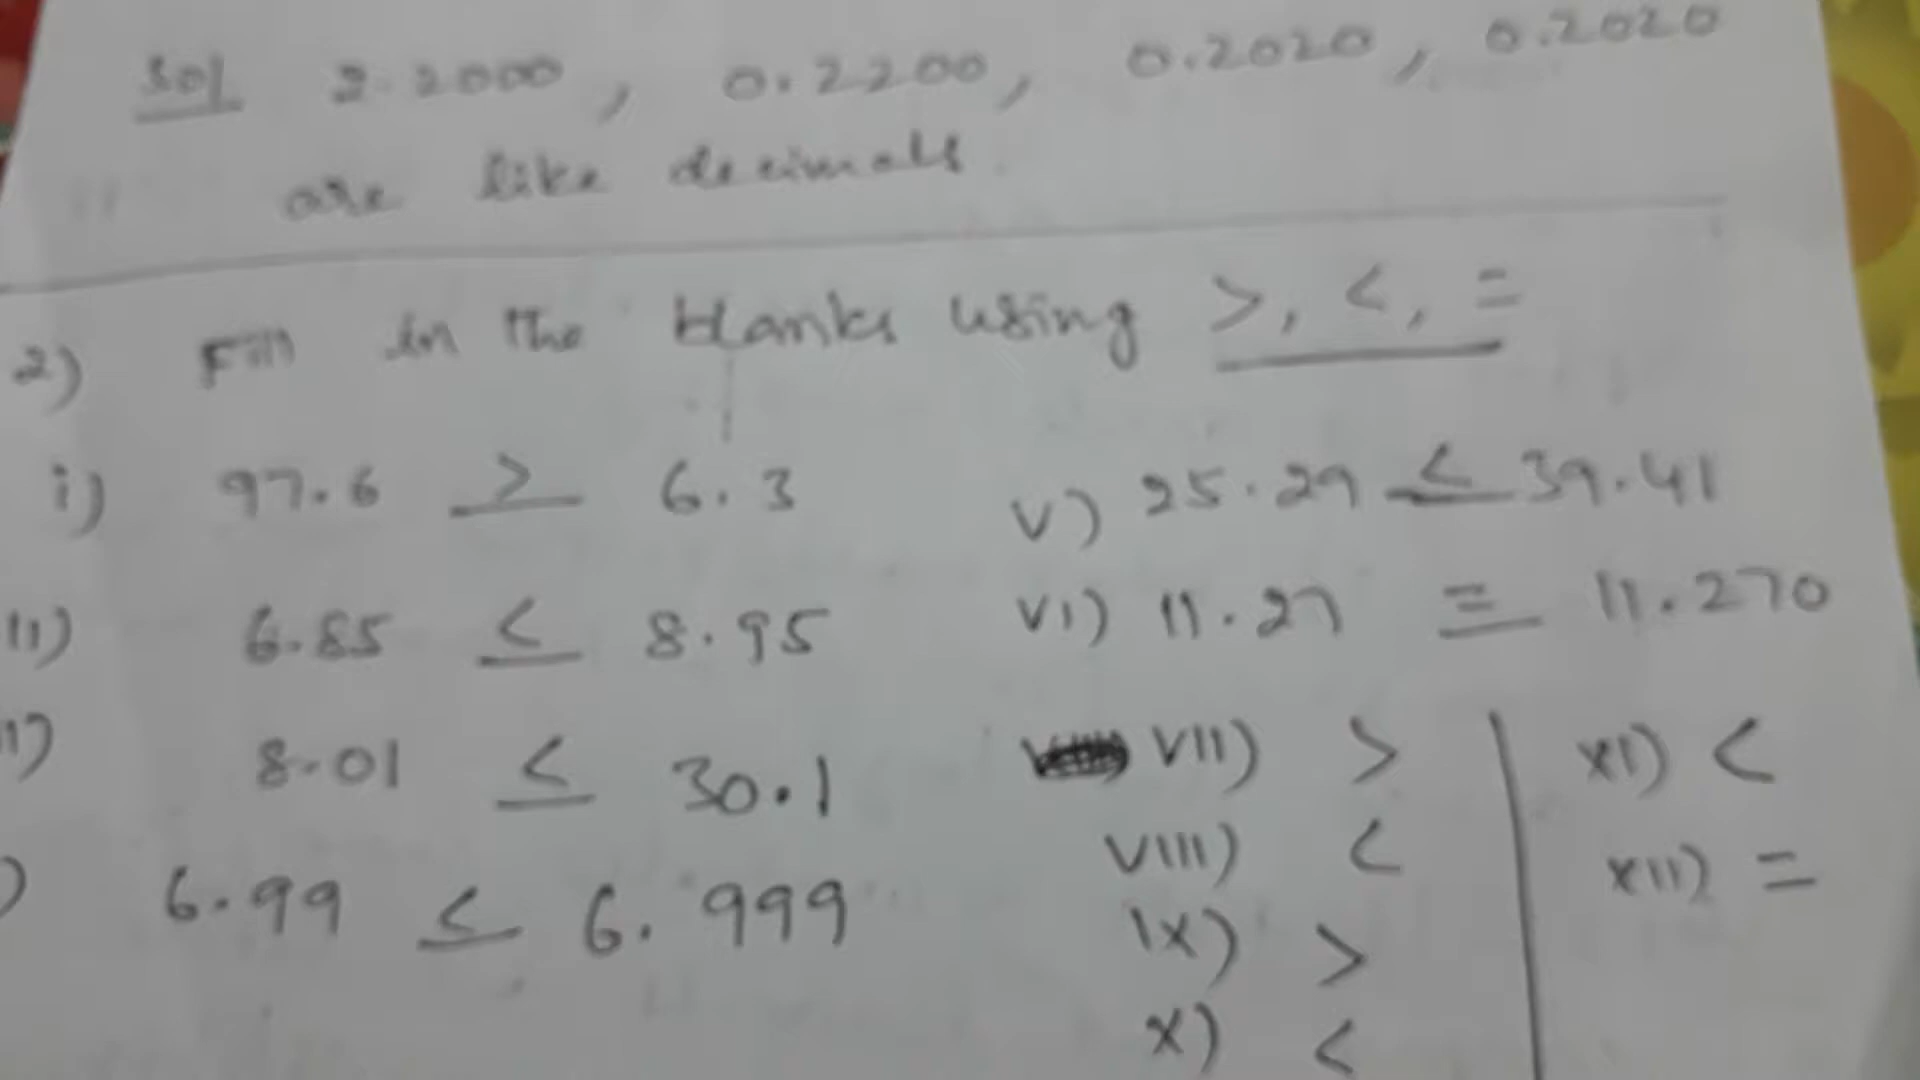 Sol 2.2000, 0.2200, 0.2020, 0.2020
are like decimals.
2) Fill in the blanks using >, <, =
i) 97.6 > 6.3
ii) 6.85 < 8.95
8.01 < 30.1
6.99 < 6.999
v) 25.29 < 39.41
vi) 11.27 = 11.270
vii) >
viii) <
ix) >
x) <
xi) <
xii) =